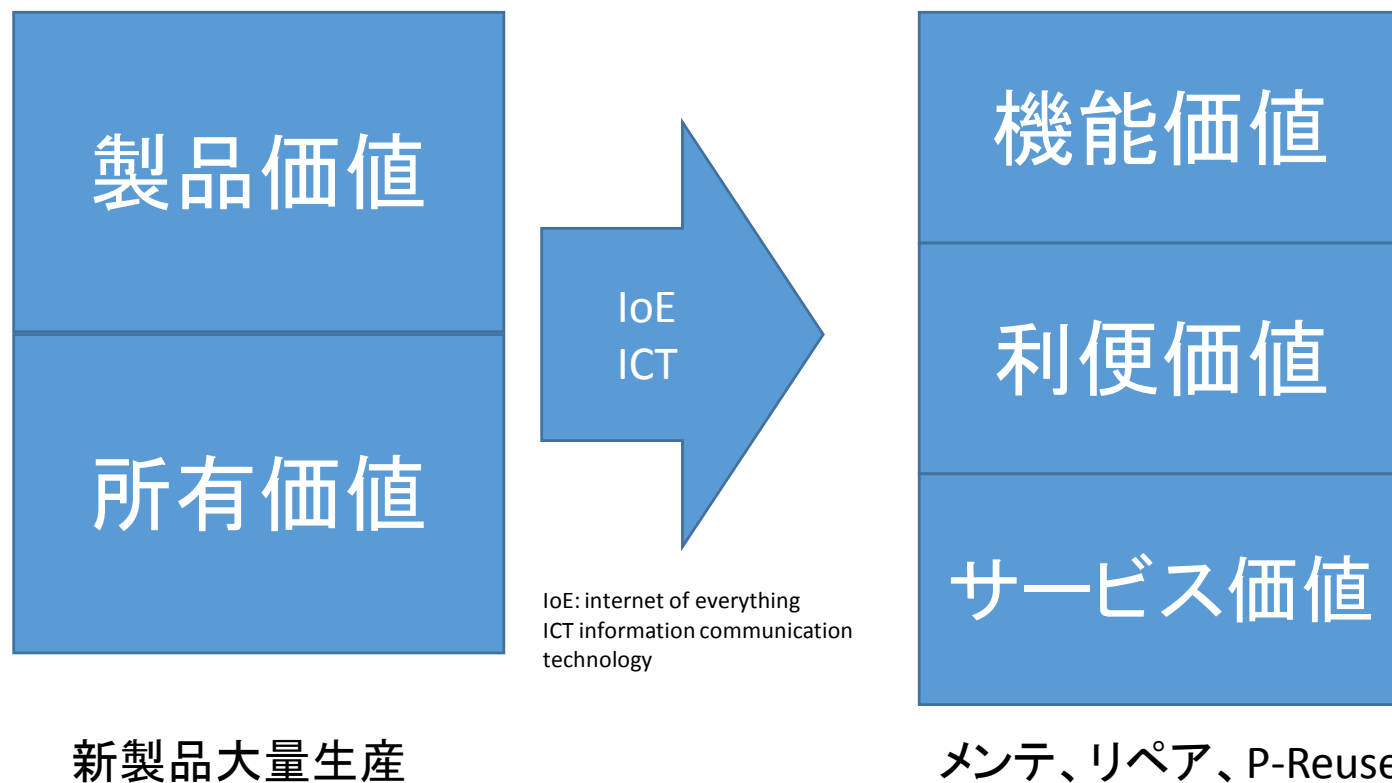 製品価値
所有価値
IoE
ICT
IoE: internet of everything
ICT information communication
technology
機能価値
利便価値
サービス価値
新製品大量生産
メンテ、リペア、P-Reuse